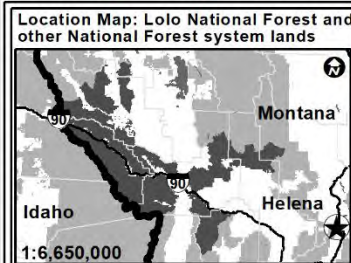 Location Map: Lolo National Forest and
other National Forest system lands
N
Montana
90
90
Helena
Idaho
1:6,650,000